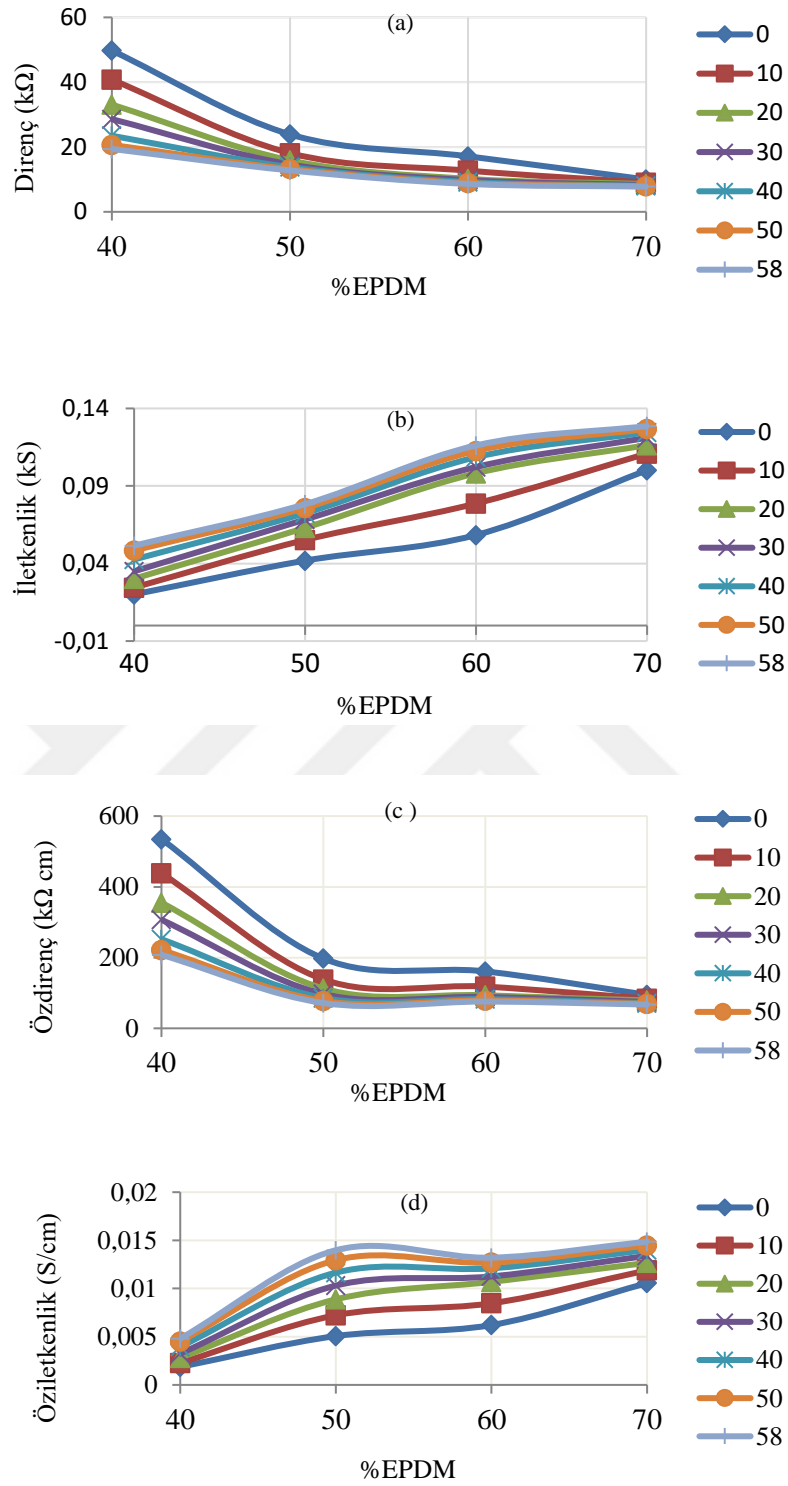 (a)
60
40
20
0
40 50 60 70
Direnç (kΩ)
%EPDM
0
10
20
30
40
50
58
(b)
0,14
0,09
0,04
-0,01
40 50 60 70
İletkenlik (kS)
%EPDM
0
10
20
30
40
50
58
(c )
600
400
200
0
40 50 60 70
Özdirenç (kΩ cm)
%EPDM
0
10
20
30
40
50
58
(d)
0,02
0,015
0,01
0,005
0
40 50 60 70
Öziletkenlik (S/cm)
%EPDM
0
10
20
30
40
50
58